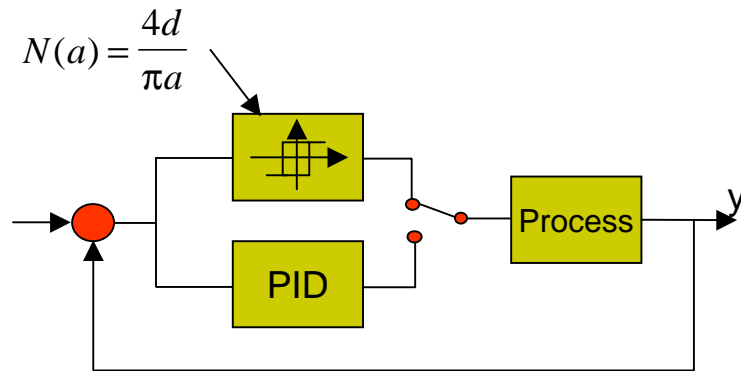 N(a) = 4d / πa
y
Process
PID